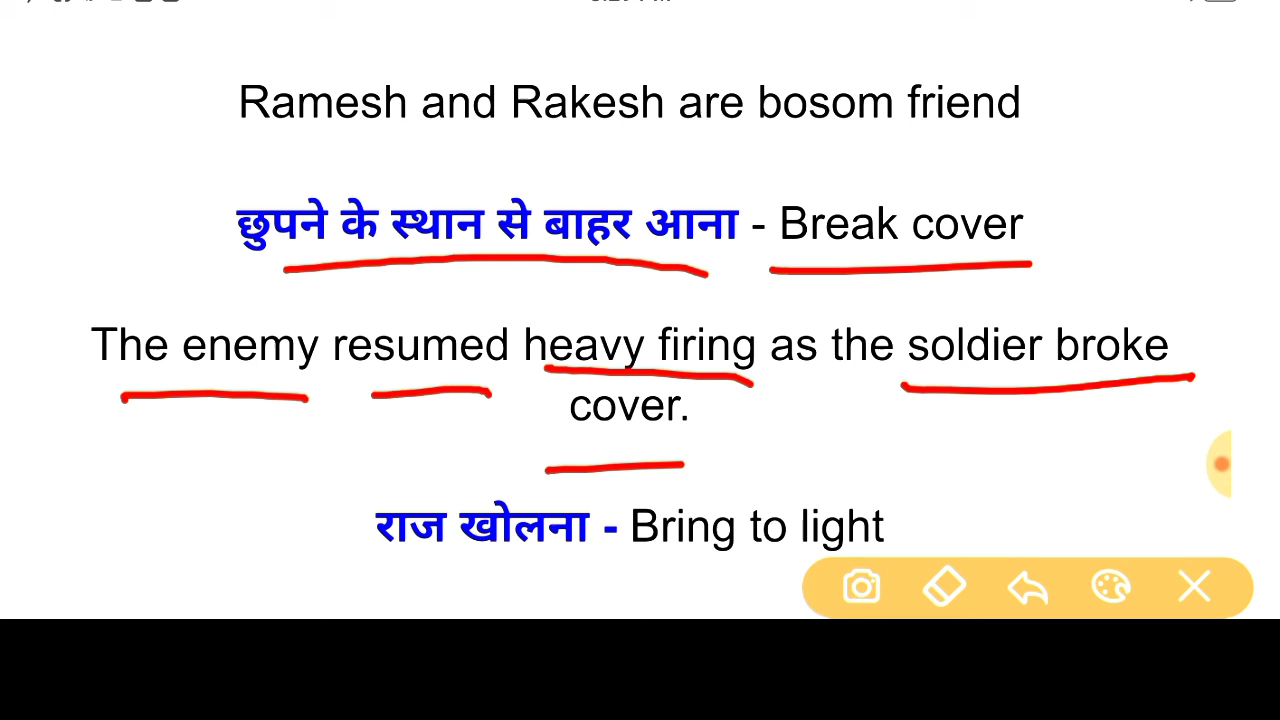 Ramesh and Rakesh are bosom friend
छुपने के स्थान से बाहर आना - Break cover
The enemy resumed heavy firing as the soldier broke
cover.
राज खोलना - Bring to light